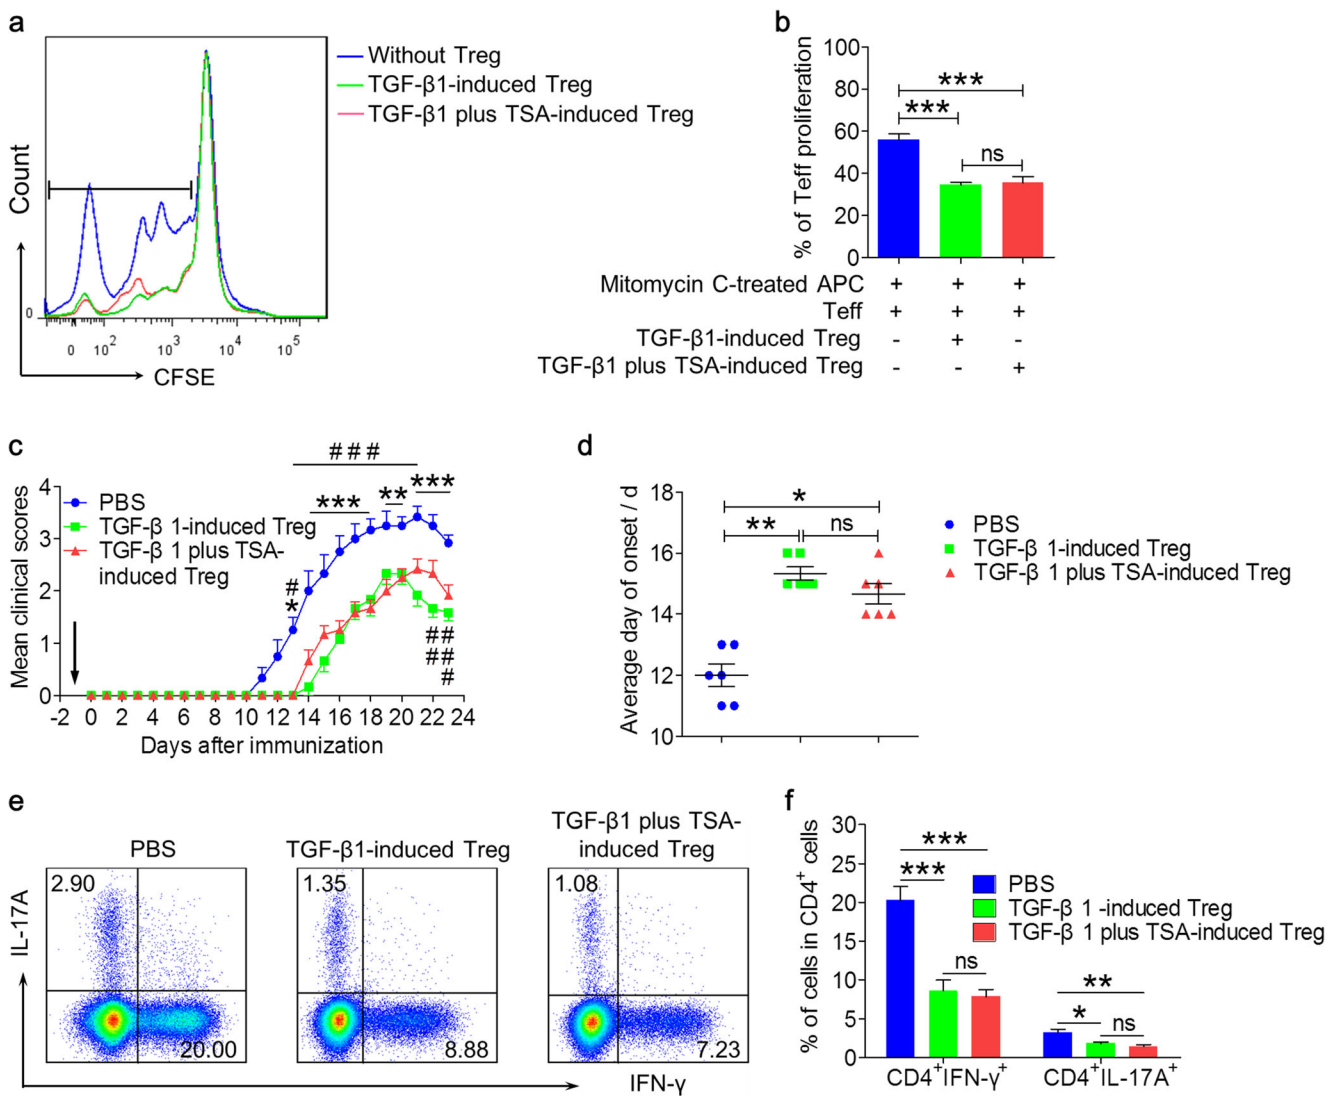 a
Without Treg
TGF-β1-induced Treg
TGF-β1 plus TSA-induced Treg
Count
0
0 10² 10³ 10⁴ 10⁵
CFSE
b
% of Teff proliferation
100
80
60
40
20
0
***
***
ns
Mitomycin C-treated APC + + +
Teff + + +
TGF-β1-induced Treg - + -
TGF-β1 plus TSA-induced Treg - - +
c
Mean clinical scores
4
3
2
1
0
PBS
TGF-β 1-induced Treg
TGF-β 1 plus TSA-
induced Treg
###
***
**
***
#
*
##
##
#
-2 0 2 4 6 8 10 12 14 16 18 20 22 24
Days after immunization
d
Average day of onset / d
18
16
14
12
10
*
** ns
PBS
TGF-β 1-induced Treg
TGF-β 1 plus TSA-induced Treg
e
IL-17A
PBS
2.90
20.00
TGF-β1-induced Treg
1.35
8.88
TGF-β1 plus TSA-
induced Treg
1.08
7.23
IFN-γ
f
% of cells in CD4⁺ cells
30
25
20
15
10
5
0
***
***
ns
**
*
ns
PBS
TGF-β 1 -induced Treg
TGF-β 1 plus TSA-induced Treg
CD4⁺IFN-γ⁺ CD4⁺IL-17A⁺